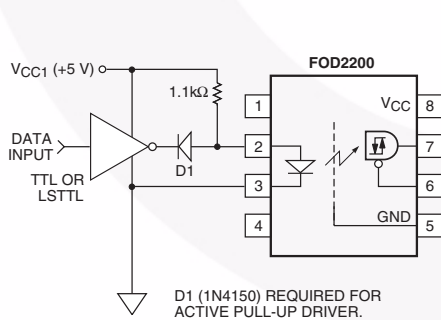 FOD2200
VCC1 (+5 V)
1.1kΩ
1
VCC
8
DATA
INPUT
2
7
D1
TTL OR
LSTTL
3
6
4
GND
5
D1 (1N4150) REQUIRED FOR
ACTIVE PULL-UP DRIVER.